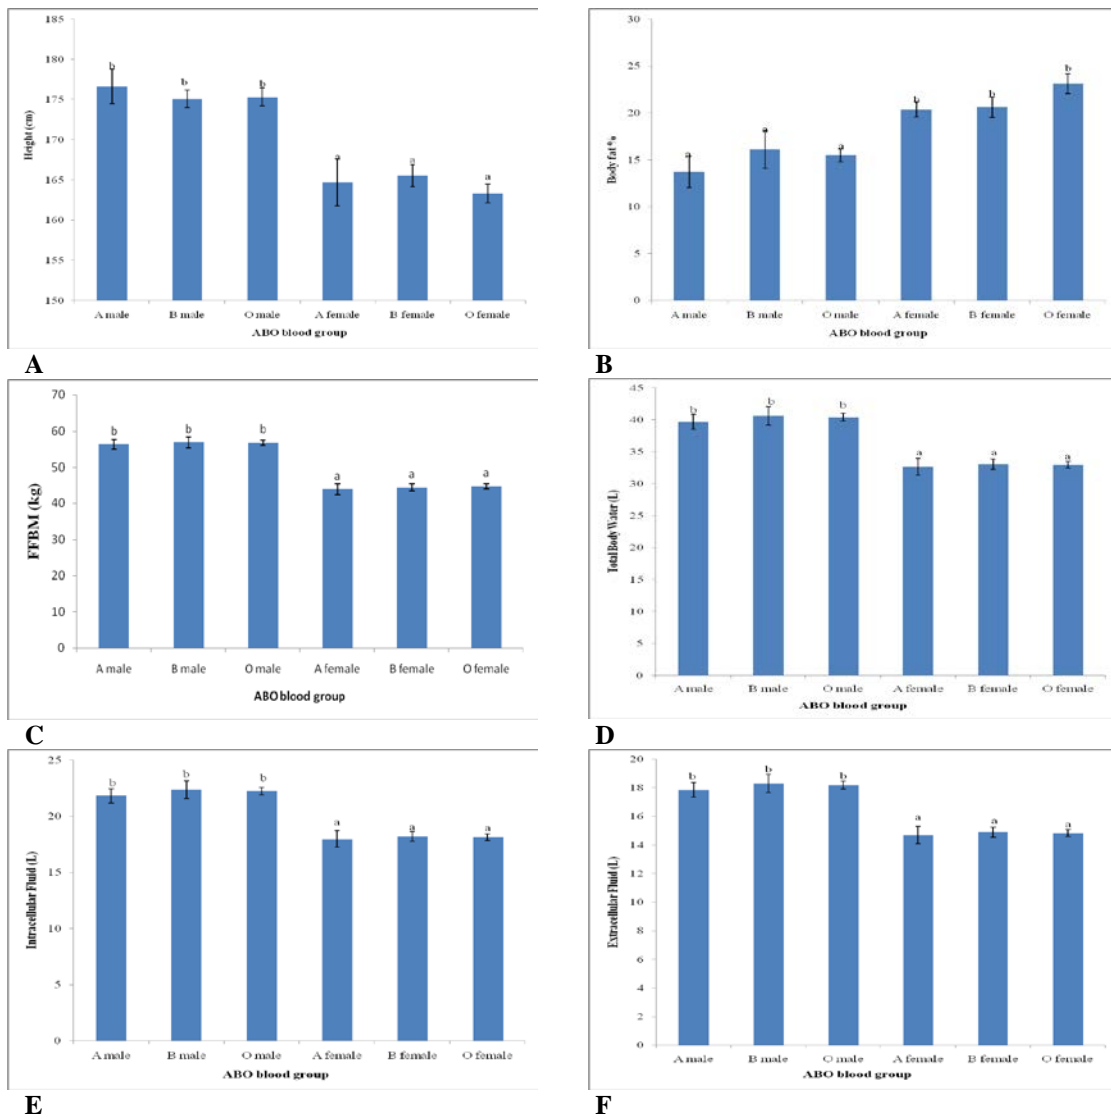 185
180
175
170
165
160
155
150
Height (cm)
b
b
b
a
a
a
A male
B male
O male
A female
B female
O female
ABO blood group
A
30
25
20
15
10
5
0
Body fat %
a
a
a
b
b
b
A male
B male
O male
A female
B female
O female
ABO blood group
B
70
60
50
40
30
20
10
0
FFBM (kg)
b
b
b
a
a
a
A male
B male
O male
A female
B female
O female
ABO blood group
C
45
40
35
30
25
20
15
10
5
0
Total Body Water (L)
b
b
b
a
a
a
A male
B male
O male
A female
B female
O female
ABO blood group
D
25
20
15
10
5
0
Intracellular Fluid (L)
b
b
b
a
a
a
A male
B male
O male
A female
B female
O female
ABO blood group
E
20
18
16
14
12
10
8
6
4
2
0
Extracellular Fluid (L)
b
b
b
a
a
a
A male
B male
O male
A female
B female
O female
ABO blood group
F